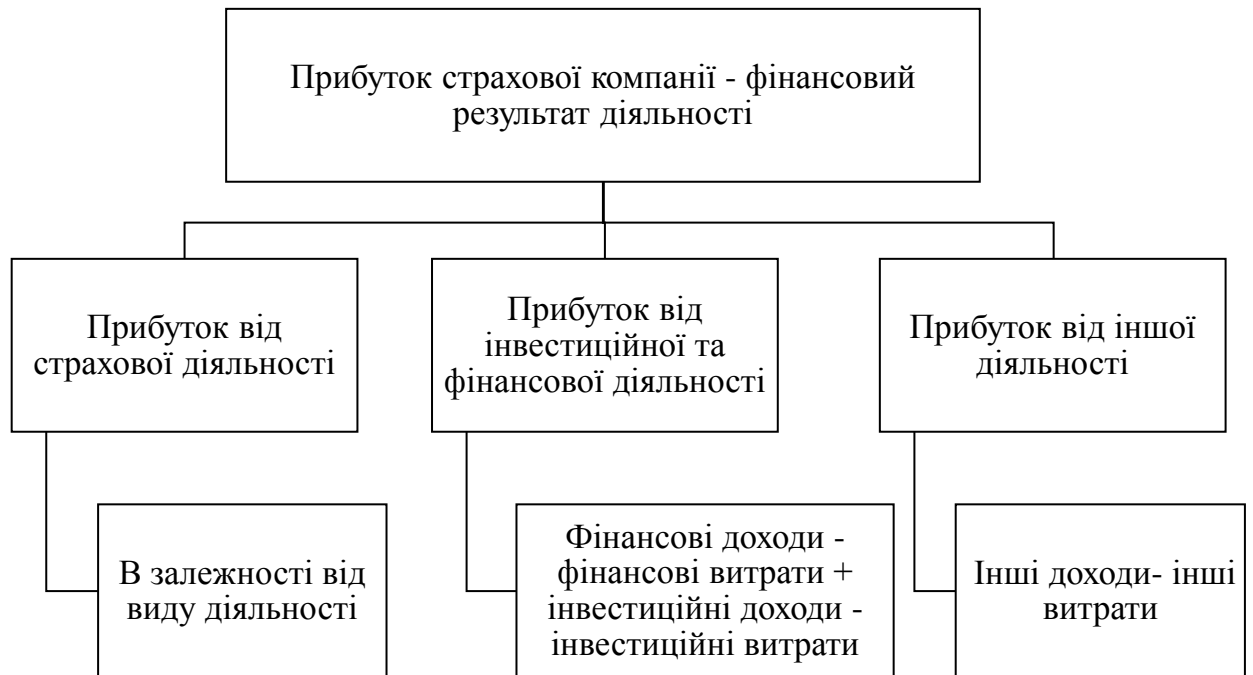 Прибуток страхової компанії - фінансовий
результат діяльності
Прибуток від
страхової діяльності
Прибуток від
інвестиційної та
фінансової діяльності
Прибуток від іншої
діяльності
В залежності від
виду діяльності
Фінансові доходи -
фінансові витрати +
інвестиційні доходи -
інвестиційні витрати
Інші доходи- інші
витрати